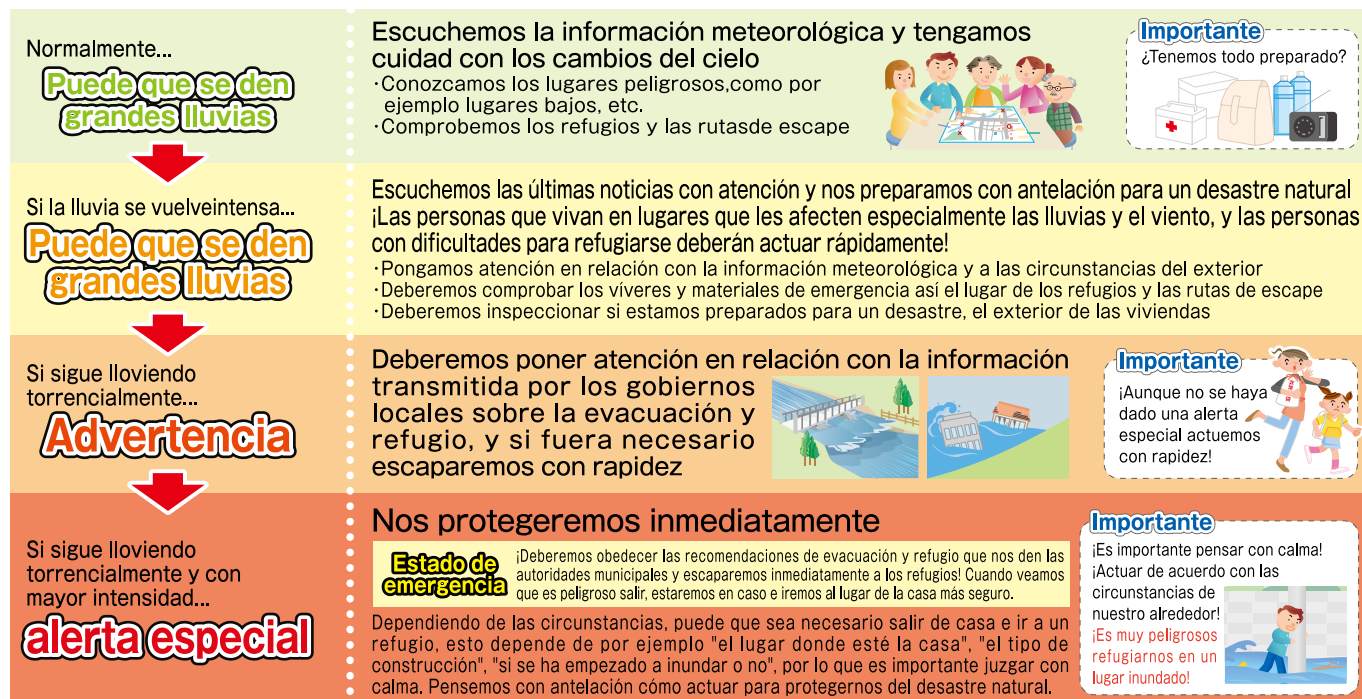 Normalmente...
Puede que se den
grandes lluvias
Escuchemos la información meteorológica y tengamos
cuidad con los cambios del cielo
·Conozcamos los lugares peligrosos,como por
ejemplo lugares bajos, etc.
·Comprobemos los refugios y las rutasde escape
Importante
¿Tenemos todo preparado?
Si la lluvia se vuelveintensa...
Puede que se den
grandes lluvias
Escuchemos las últimas noticias con atención y nos preparamos con antelación para un desastre natural
¡Las personas que vivan en lugares que les afecten especialmente las lluvias y el viento, y las personas
con dificultades para refugiarse deberán actuar rápidamente!
·Pongamos atención en relación con la información meteorológica y a las circunstancias del exterior
·Deberemos comprobar los víveres y materiales de emergencia así el lugar de los refugios y las rutas de escape
·Deberemos inspeccionar si estamos preparados para un desastre, el exterior de las viviendas
Si sigue lloviendo
torrencialmente...
Advertencia
Deberemos poner atención en relación con la información
transmitida por los gobiernos
locales sobre la evacuación y
refugio, y si fuera necesario
escaparemos con rapidez
Importante
¡Aunque no se haya
dado una alerta
especial actuemos
con rapidez!
Si sigue lloviendo
torrencialmente y con
mayor intensidad...
alerta especial
Nos protegeremos inmediatamente
Estado de
emergencia
¡Deberemos obedecer las recomendaciones de evacuación y refugio que nos den las
autoridades municipales y escaparemos inmediatamente a los refugios! Cuando veamos
que es peligroso salir, estaremos en caso e iremos al lugar de la casa más seguro.
Dependiendo de las circunstancias, puede que sea necesario salir de casa e ir a un
refugio, esto depende de por ejemplo "el lugar donde esté la casa", "el tipo de
construcción", "si se ha empezado a inundar o no", por lo que es importante juzgar con
calma. Pensemos con antelación cómo actuar para protegernos del desastre natural.
Importante
¡Es importante pensar con calma!
¡Actuar de acuerdo con las
circunstancias de
nuestro alrededor!
¡Es muy peligrosos
refugiarnos en un
lugar inundado!